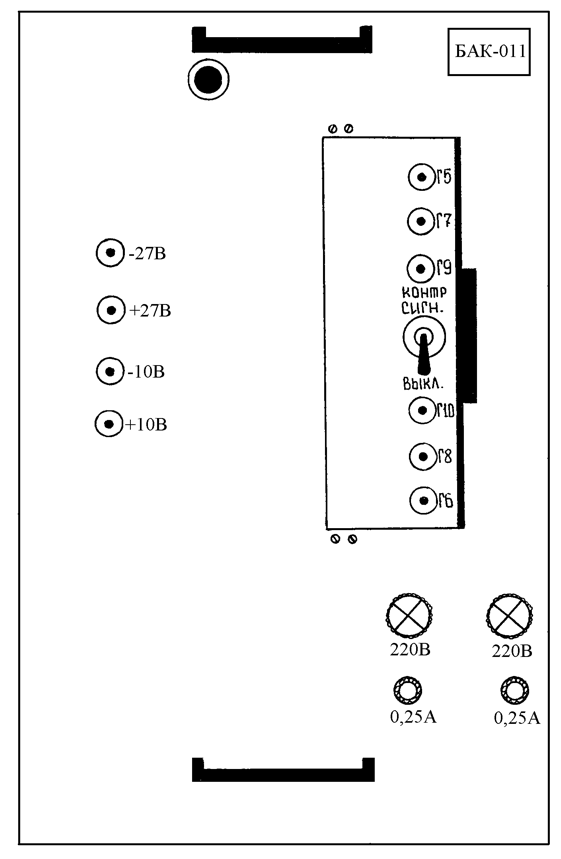 БАК-011
Г5
Г7
Г9
КОНТР
СИГН.
ВЫКЛ.
Г10
Г8
Г6
-27В
+27В
-10В
+10В
220В
220В
0,25А
0,25А